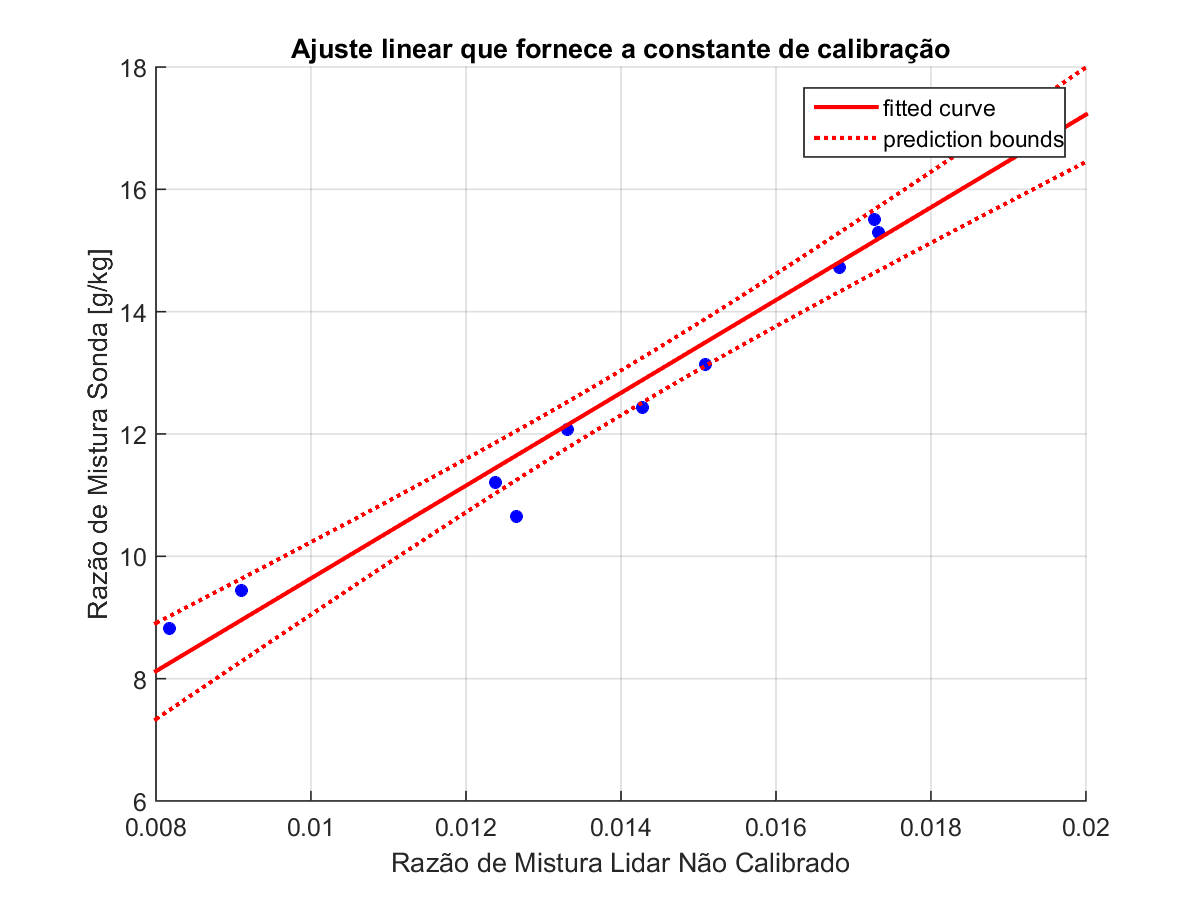 Ajuste linear que fornece a constante de calibração
fitted curve
prediction bounds
18
16
14
12
10
8
6
Razão de Mistura Sonda [g/kg]
0.008 0.01 0.012 0.014 0.016 0.018 0.02
Razão de Mistura Lidar Não Calibrado